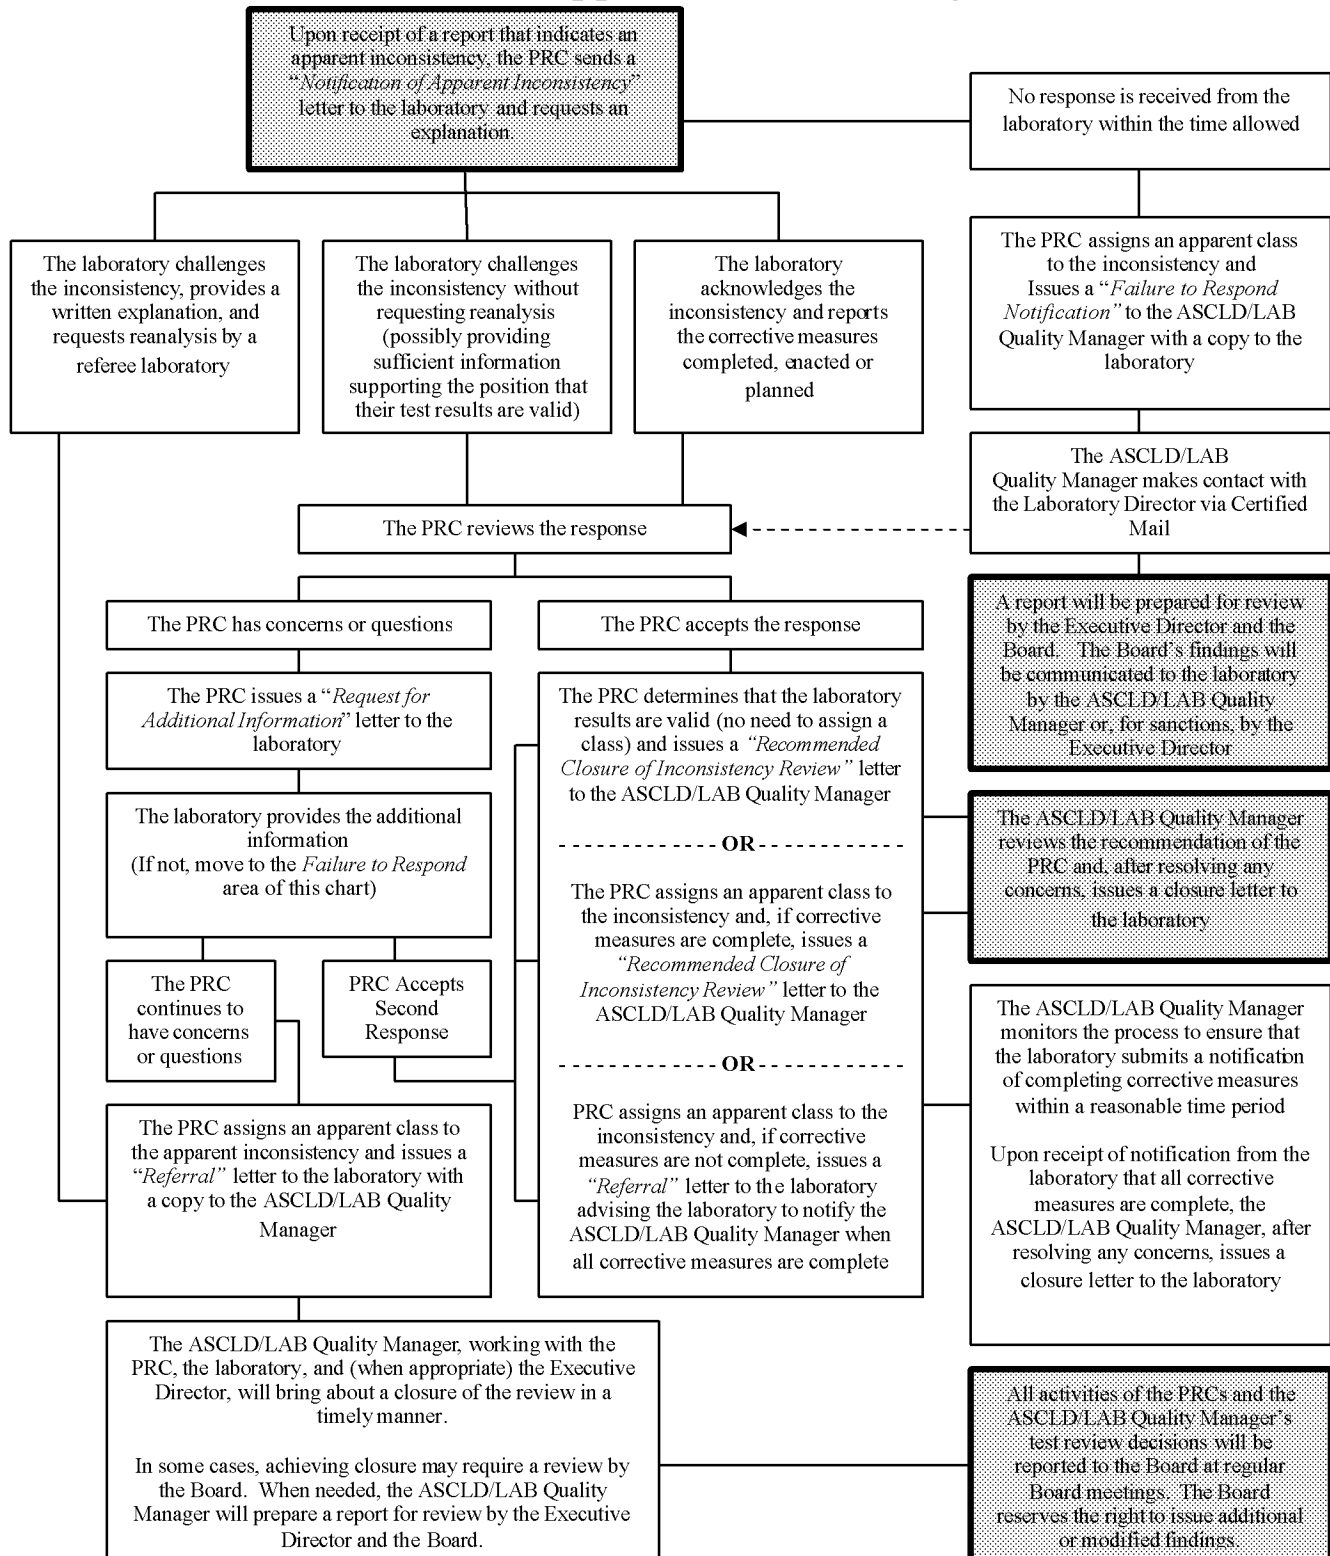 Upon receipt of a report that indicates an
apparent inconsistency, the PRC sends a
“Notification of Apparent Inconsistency”
letter to the laboratory and requests an
explanation.
No response is received from the
laboratory within the time allowed
The laboratory challenges
the inconsistency, provides a
written explanation, and
requests reanalysis by a
referee laboratory
The laboratory challenges
the inconsistency without
requesting reanalysis
(possibly providing
sufficient information
supporting the position that
their test results are valid)
The laboratory
acknowledges the
inconsistency and reports
the corrective measures
completed, enacted or
planned
The PRC assigns an apparent class
to the inconsistency and
Issues a “Failure to Respond
Notification” to the ASCLD/LAB
Quality Manager with a copy to the
laboratory
The ASCLD/LAB
Quality Manager makes contact with
the Laboratory Director via Certified
Mail
The PRC reviews the response
A report will be prepared for review
by the Executive Director and the
Board. The Board’s findings will
be communicated to the laboratory
by the ASCLD/LAB Quality
Manager or, for sanctions, by the
Executive Director
The PRC has concerns or questions
The PRC accepts the response
The PRC issues a “Request for
Additional Information” letter to the
laboratory
The laboratory provides the additional
information
(If not, move to the Failure to Respond
area of this chart)
The PRC
continues to
have concerns
or questions
PRC Accepts
Second
Response
The PRC assigns an apparent class to
the apparent inconsistency and issues a
“Referral” letter to the laboratory with
a copy to the ASCLD/LAB Quality
Manager
The PRC determines that the laboratory
results are valid (no need to assign a
class) and issues a “Recommended
Closure of Inconsistency Review” letter
to the ASCLD/LAB Quality Manager
OR
The PRC assigns an apparent class to
the inconsistency and, if corrective
measures are complete, issues a
“Recommended Closure of
Inconsistency Review” letter to the
ASCLD/LAB Quality Manager
OR
PRC assigns an apparent class to the
inconsistency and, if corrective
measures are not complete, issues a
“Referral” letter to the laboratory
advising the laboratory to notify the
ASCLD/LAB Quality Manager when
all corrective measures are complete
The ASCLD/LAB Quality Manager
reviews the recommendation of the
PRC and, after resolving any
concerns, issues a closure letter to
the laboratory
The ASCLD/LAB Quality Manager
monitors the process to ensure that
the laboratory submits a notification
of completing corrective measures
within a reasonable time period
Upon receipt of notification from the
laboratory that all corrective
measures are complete, the
ASCLD/LAB Quality Manager, after
resolving any concerns, issues a
closure letter to the laboratory
The ASCLD/LAB Quality Manager, working with the
PRC, the laboratory, and (when appropriate) the Executive
Director, will bring about a closure of the review in a
timely manner.
In some cases, achieving closure may require a review by
the Board. When needed, the ASCLD/LAB Quality
Manager will prepare a report for review by the Executive
Director and the Board.
All activities of the PRCs and the
ASCLD/LAB Quality Manager’s
test review decisions will be
reported to the Board at regular
Board meetings. The Board
reserves the right to issue additional
or modified findings.